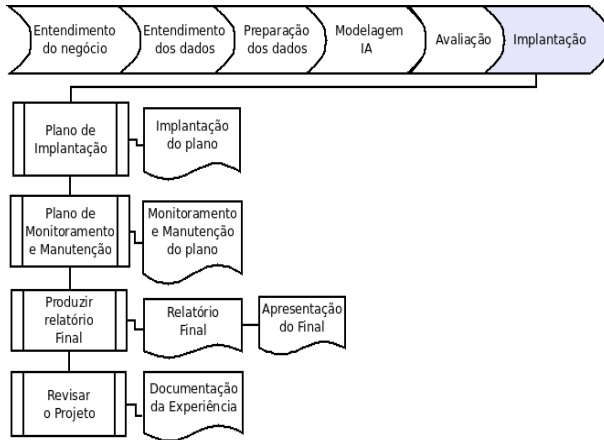 Entendimento
do negócio
Entendimento
dos dados
Preparação
dos dados
Modelagem
IA
Avaliação
Implantação
Plano de
Implantação
Implantação
do plano
Plano de
Monitoramento
e Manutenção
Monitoramento
e Manutenção
do plano
Produzir
relatório
Final
Relatório
Final
Apresentação
do Final
Revisar
o Projeto
Documentação
da Experiência